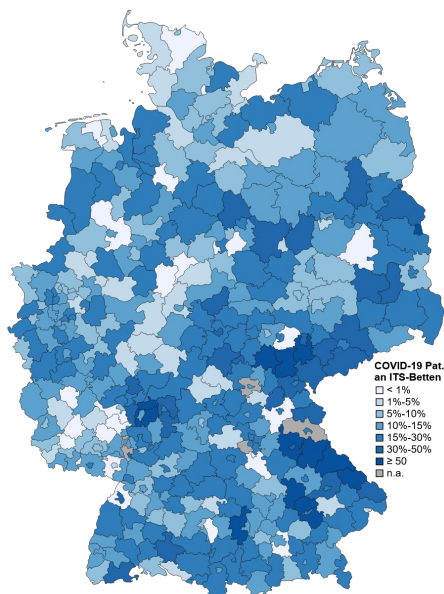 COVID-19 Pat.
an ITS-Betten
< 1%
1%-5%
5%-10%
10%-15%
15%-30%
30%-50%
≥ 50
n.a.